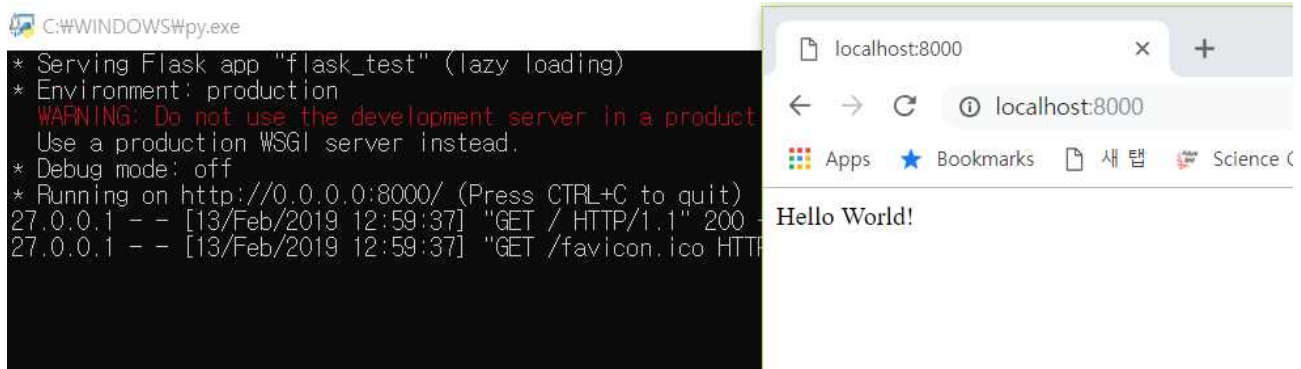 C:₩WINDOWS₩py.exe
* Serving Flask app "flask_test" (lazy loading)
* Environment: production
WARNING: Do not use the development server in a product
Use a production WSGI server instead.
* Debug mode: off
* Running on http://0.0.0.0:8000/ (Press CTRL+C to quit)
27.0.0.1 - - [13/Feb/2019 12:59:37] "GET / HTTP/1.1" 200 -
27.0.0.1 - - [13/Feb/2019 12:59:37] "GET /favicon.ico HTTP
localhost:8000
localhost:8000
Apps Bookmarks 새 탭 Science
Hello World!